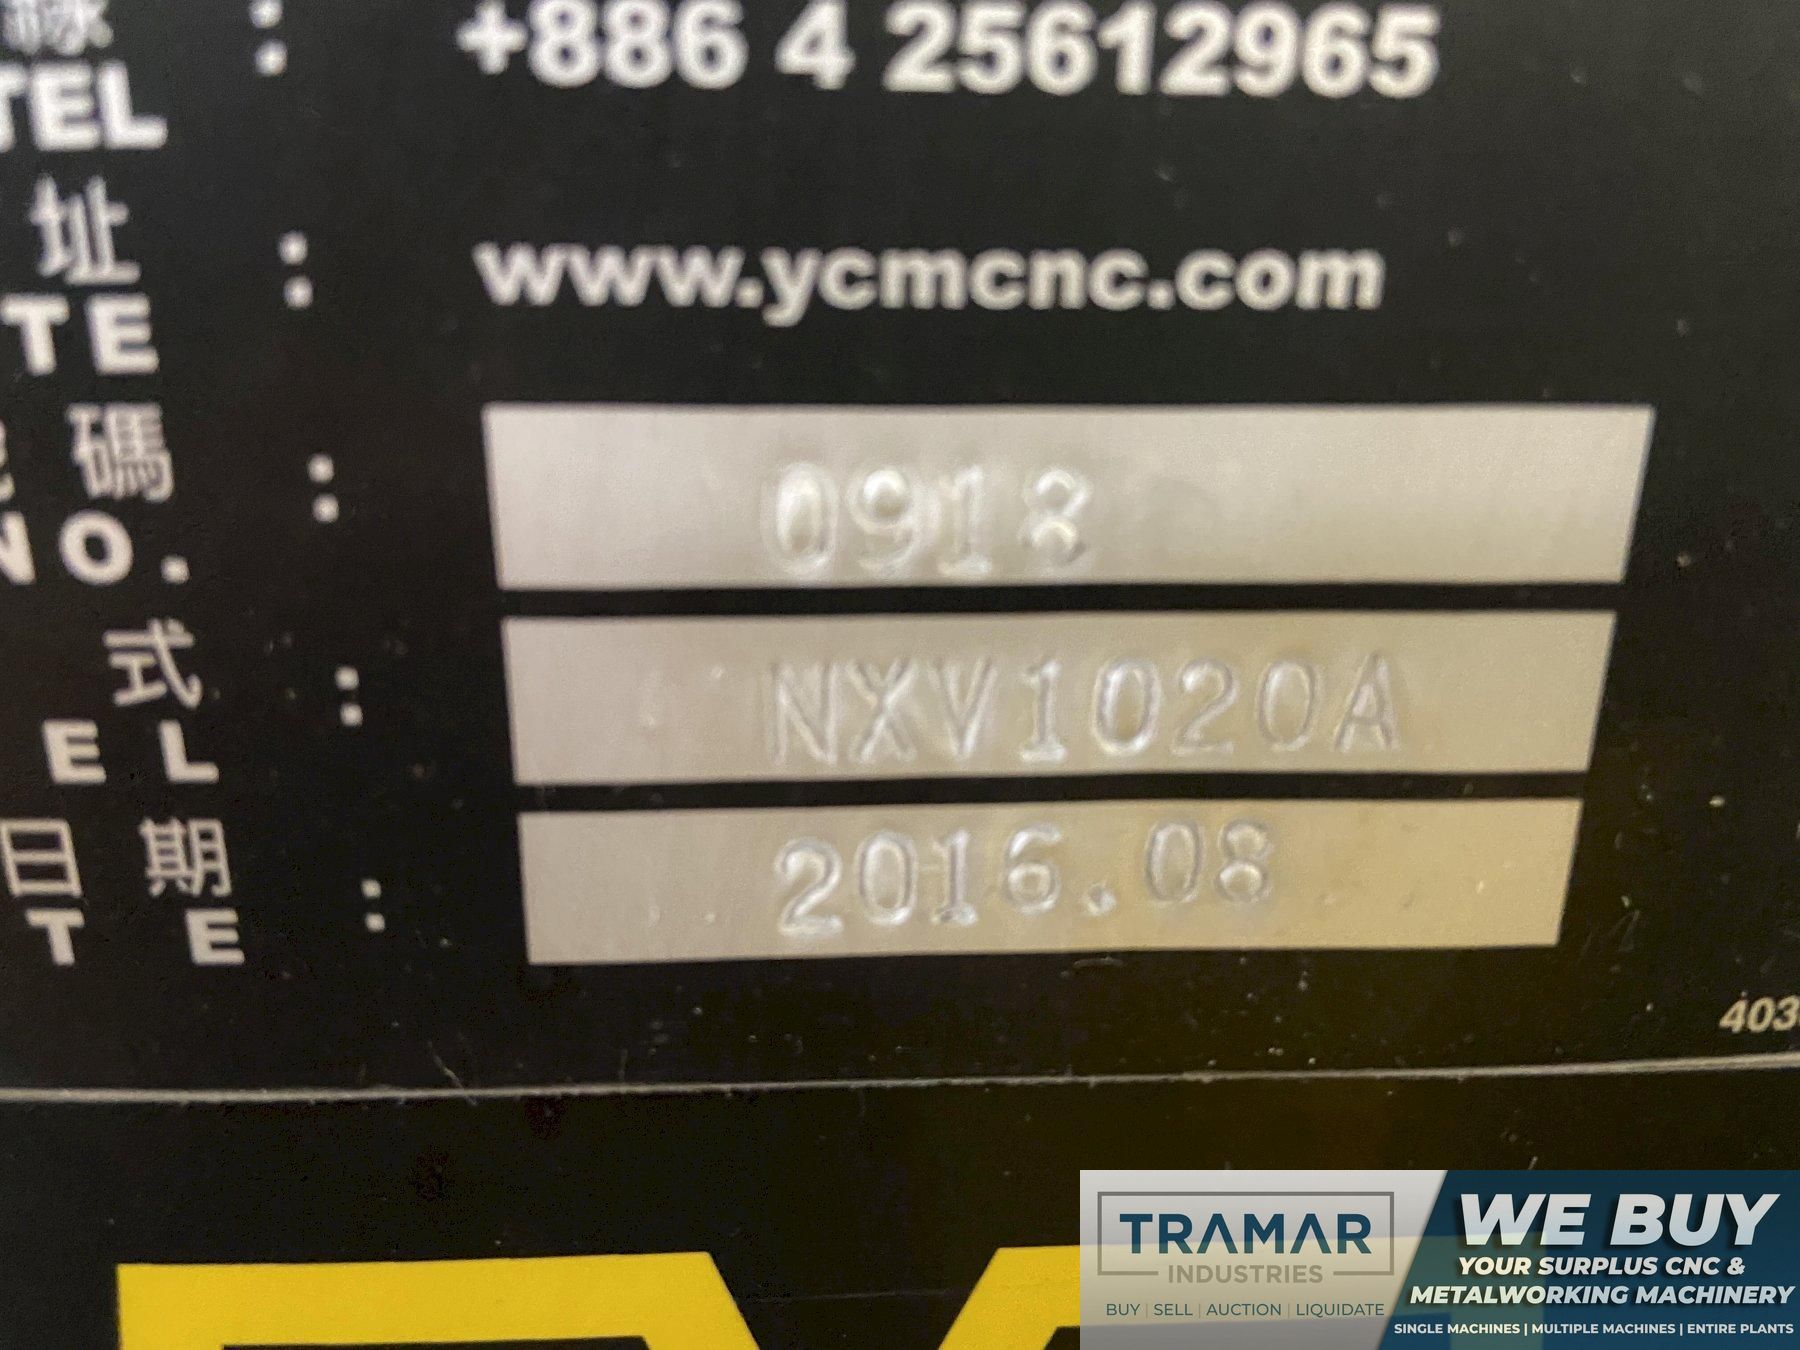 +886 4 25612965
TEL
址 :
www.ycmcnc.com
TE
碼 :
0918
NO.
式 :
NXV1020A
E L
日 期 :
2016.08
T E
403
TRAMAR
INDUSTRIES
BUY | SELL | AUCTION | LIQUIDATE
WE BUY
YOUR SURPLUS CNC &
METALWORKING MACHINERY
SINGLE MACHINES | MULTIPLE MACHINES | ENTIRE PLANTS